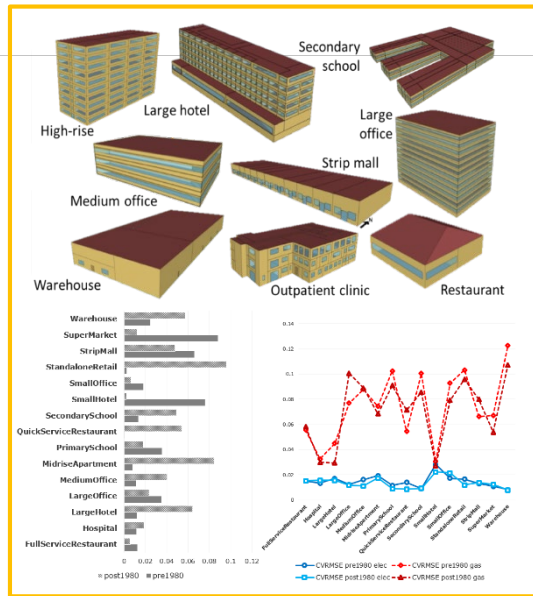 Secondary
school
Large hotel
High-rise
Large
office
Strip mall
Medium office
N
Warehouse
Outpatient clinic
Restaurant
Warehouse
SuperMarket
StripMall
StandaloneRetail
SmallOffice
SmallHotel
SecondarySchool
QuickServiceRestaurant
PrimarySchool
MidriseApartment
MediumOffice
LargeOffice
LargeHotel
Hospital
FullServiceRestaurant
0 0.02 0.04 0.06 0.08 0.1 0.12
post1980 pre1980
0.14
0.12
0.1
0.08
0.06
0.04
0.02
0
FullServiceRestaurant
Hospital
LargeHotel
LargeOffice
MediumOffice
MidriseApartment
PrimarySchool
QuickServiceRestaurant
SecondarySchool
SmallHotel
SmallOffice
StandaloneRetail
StripMall
SuperMarket
Warehouse
CVRMSE pre1980 elec CVRMSE pre1980 gas
CVRMSE post1980 elec CVRMSE post1980 gas